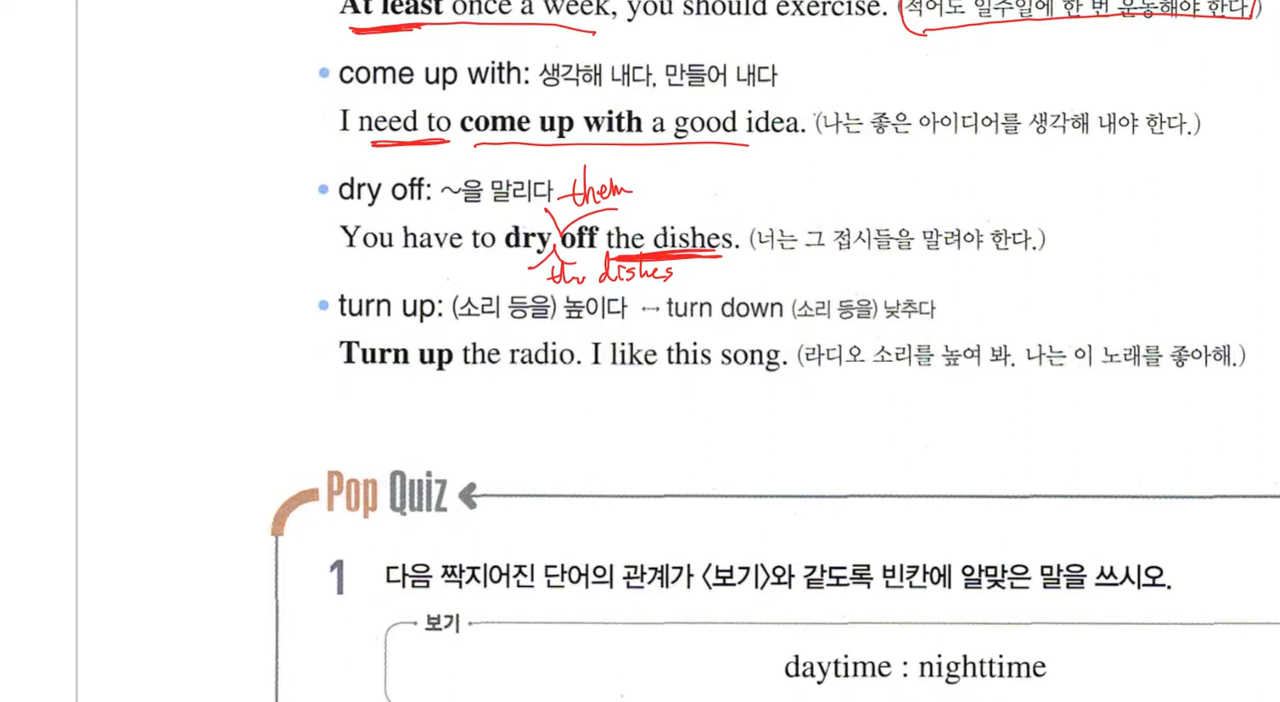 At least once a week, you should exercise. (적어도 일주일에 한 번 운동해야 한다.)
• come up with: 생각해 내다, 만들어 내다
I need to come up with a good idea. (나는 좋은 아이디어를 생각해 내야 한다.)
• dry off: ~을 말리다 them
You have to dry off the dishes. (너는 그 접시들을 말려야 한다.)
the dishes
• turn up: (소리 등을) 높이다 ↔ turn down (소리 등을) 낮추다
Turn up the radio. I like this song. (라디오 소리를 높여 봐. 나는 이 노래를 좋아해.)
Pop Quiz
1 다음 짝지어진 단어의 관계가 〈보기〉와 같도록 빈칸에 알맞은 말을 쓰시오.
보기
daytime : nighttime